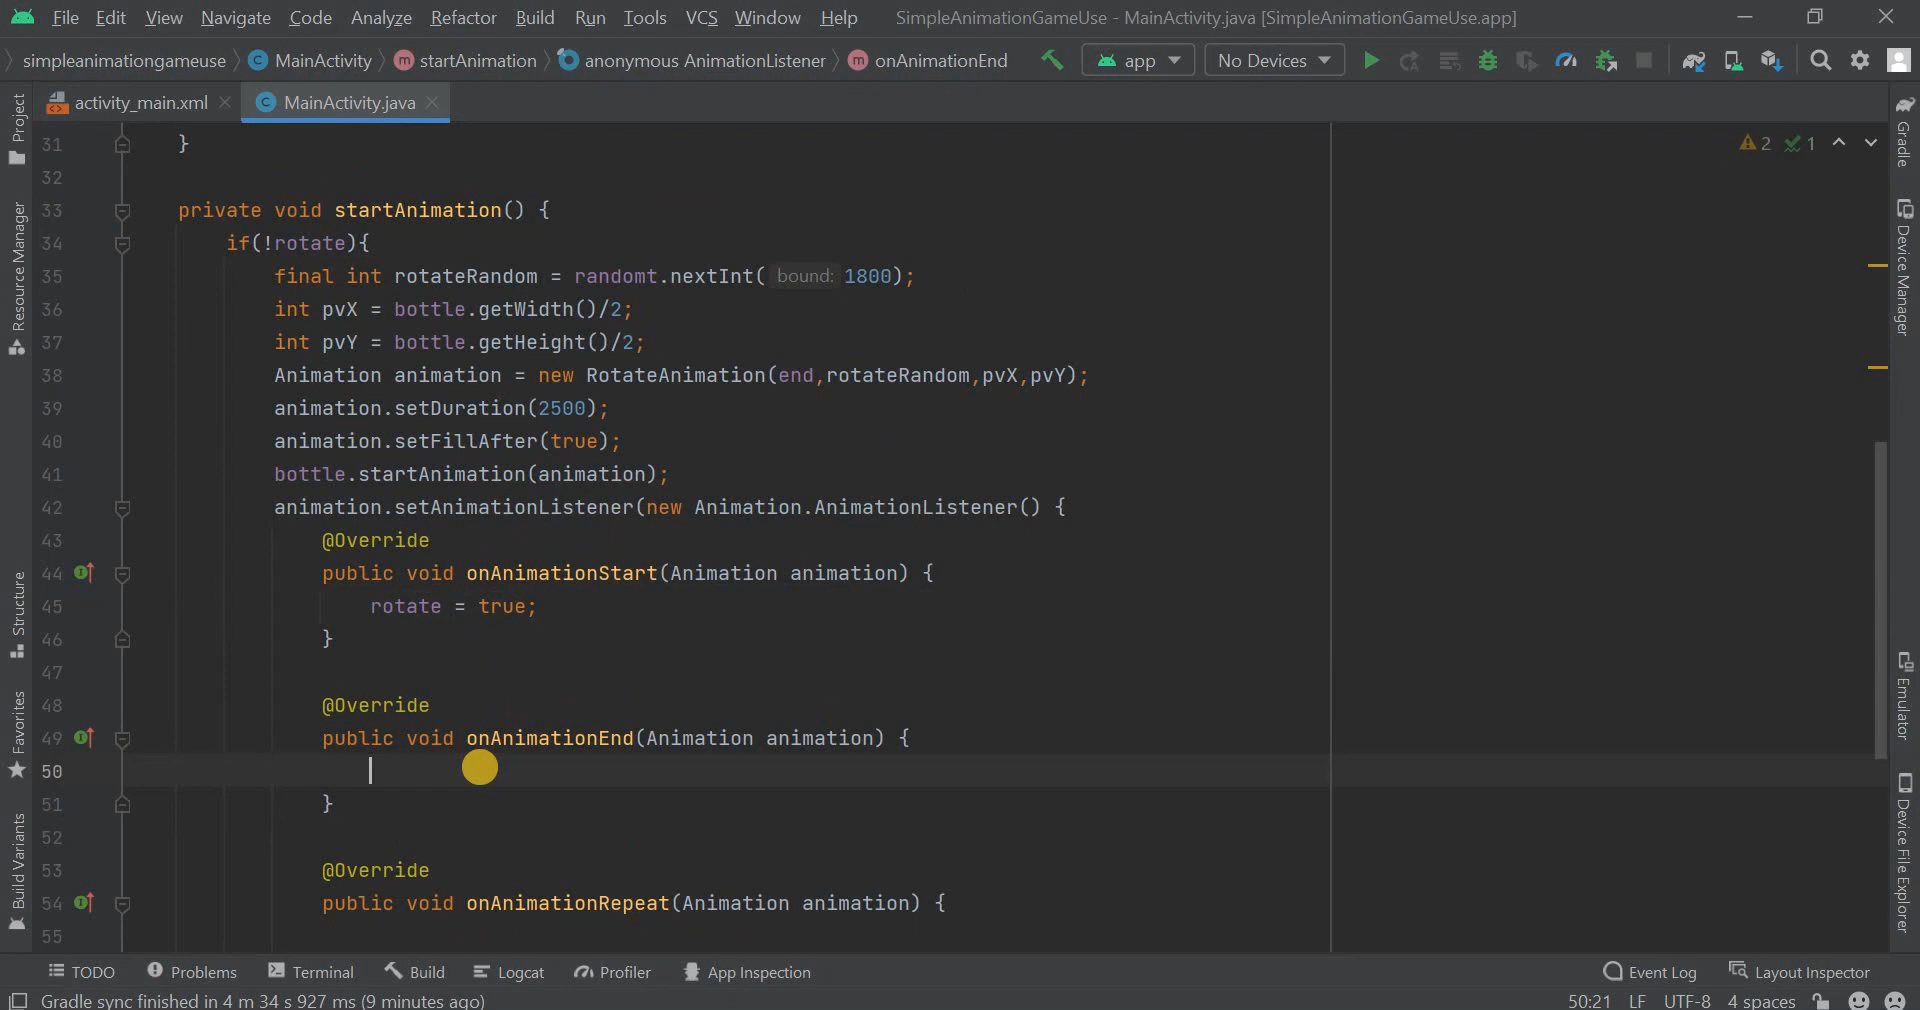 File Edit View Navigate Code Analyze Refactor Build Run Tools VCS Window Help SimpleAnimationGameUse - MainActivity.java [SimpleAnimationGameUse.app]
simpleanimationgameuse MainActivity startAnimation anonymous AnimationListener onAnimationEnd app No Devices
activity_main.xml MainActivity.java
31 }
2 1
32
33 private void startAnimation() {
34 if(!rotate){
35 final int rotateRandom = randomt.nextInt( bound: 1800);
36 int pvX = bottle.getWidth()/2;
37 int pvY = bottle.getHeight()/2;
38 Animation animation = new RotateAnimation(end,rotateRandom,pvX,pvY);
39 animation.setDuration(2500);
40 animation.setFillAfter(true);
41 bottle.startAnimation(animation);
42 animation.setAnimationListener(new Animation.AnimationListener() {
43 @Override
44 public void onAnimationStart(Animation animation) {
45 rotate = true;
46 }
47
48 @Override
49 public void onAnimationEnd(Animation animation) {
50
51 }
52
53 @Override
54 public void onAnimationRepeat(Animation animation) {
55
Project
Resource Manager
Structure
Favorites
Build Variants
Gradle
Device Manager
Emulator
Device File Explorer
TODO Problems Terminal Build Logcat Profiler App Inspection Event Log Layout Inspector
Gradle sync finished in 4 m 34 s 927 ms (9 minutes ago) 50:21 LF UTF-8 4 spaces